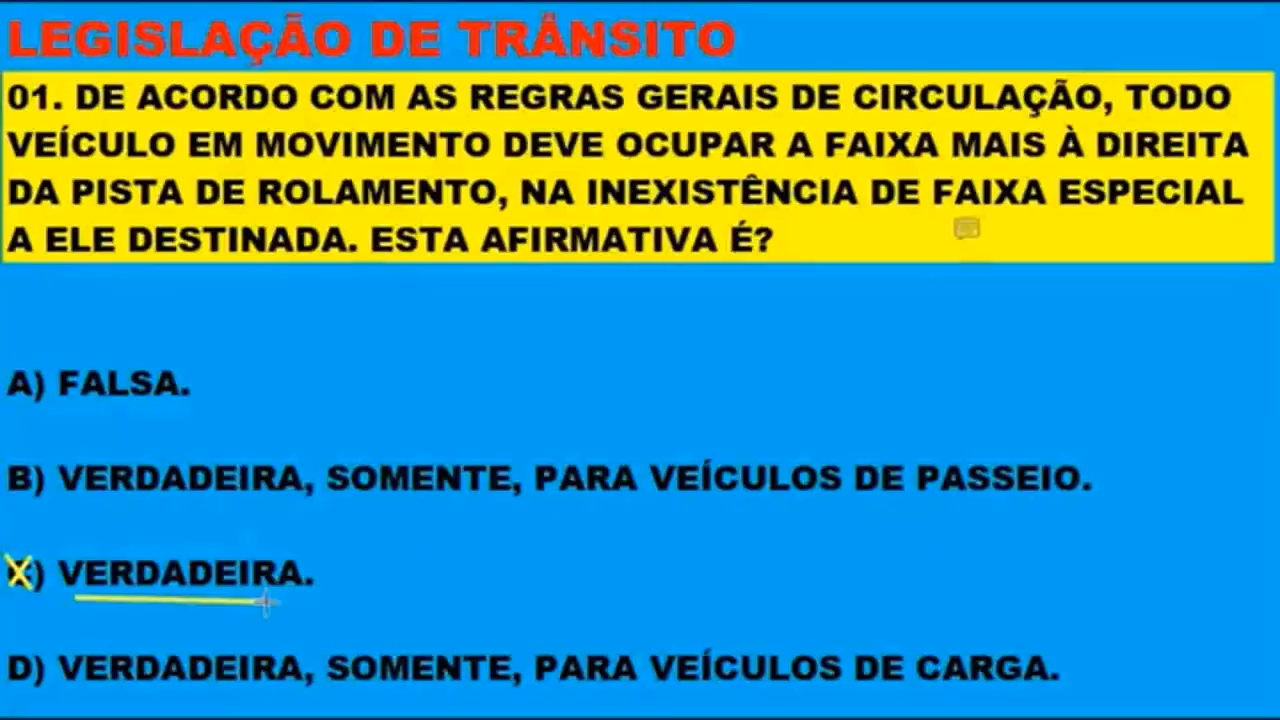 LEGISLAÇÃO DE TRÂNSITO
01. DE ACORDO COM AS REGRAS GERAIS DE CIRCULAÇÃO, TODO
VEÍCULO EM MOVIMENTO DEVE OCUPAR A FAIXA MAIS À DIREITA
DA PISTA DE ROLAMENTO, NA INEXISTÊNCIA DE FAIXA ESPECIAL
A ELE DESTINADA. ESTA AFIRMATIVA É?
A) FALSA.
B) VERDADEIRA, SOMENTE, PARA VEÍCULOS DE PASSEIO.
C) VERDADEIRA.
D) VERDADEIRA, SOMENTE, PARA VEÍCULOS DE CARGA.